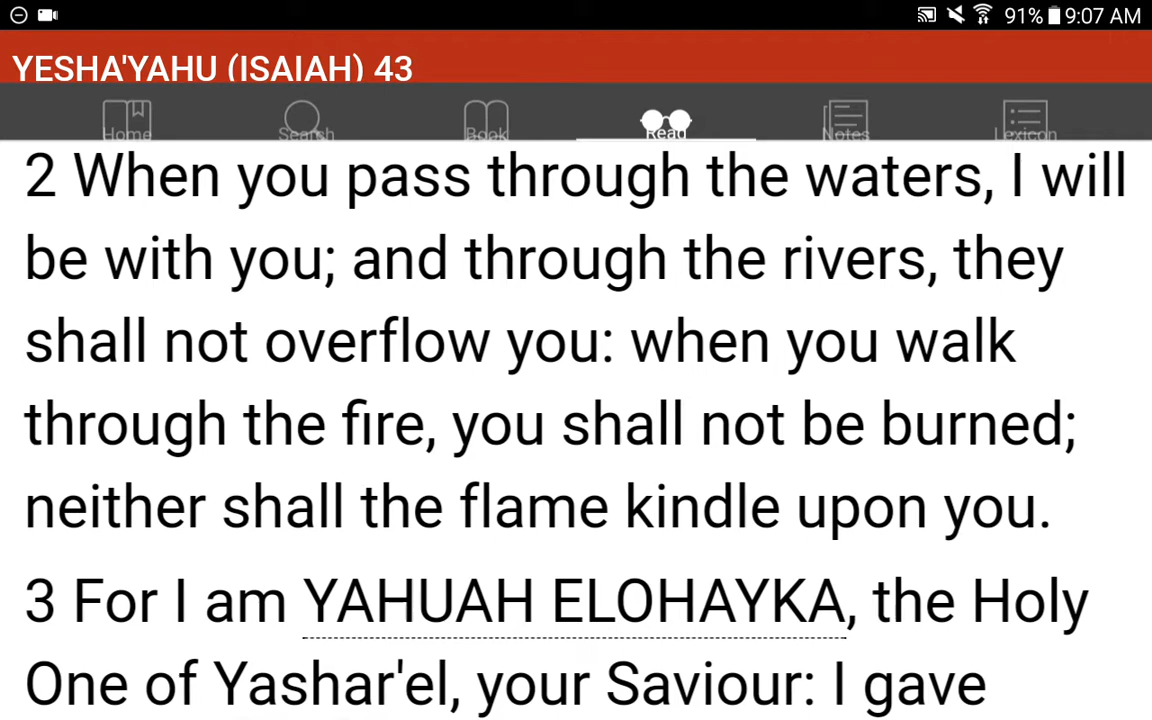 91% 9:07 AM
YESHA'YAHU (ISAIAH) 43
Home Search Book Read Notes Lexicon
2 When you pass through the waters, I will
be with you; and through the rivers, they
shall not overflow you: when you walk
through the fire, you shall not be burned;
neither shall the flame kindle upon you.
3 For I am YAHUAH ELOHAYKA, the Holy
One of Yashar'el, your Saviour: I gave